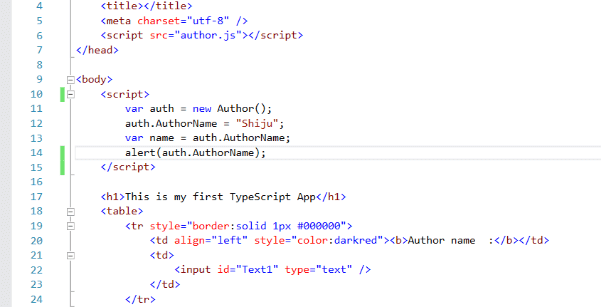 4 <title></title>
5 <meta charset="utf-8" />
6 <script src="author.js"></script>
7 </head>
8
9 <body>
10 <script>
11 var auth = new Author();
12 auth.AuthorName = "Shiju";
13 var name = auth.AuthorName;
14 alert(auth.AuthorName);
15 </script>
16
17 <h1>This is my first TypeScript App</h1>
18 <table>
19 <tr style="border:solid 1px #000000">
20 <td align="left" style="color:darkred"><b>Author name  :</b></td>
21 <td>
22 <input id="Text1" type="text" />
23 </td>
24 </tr>